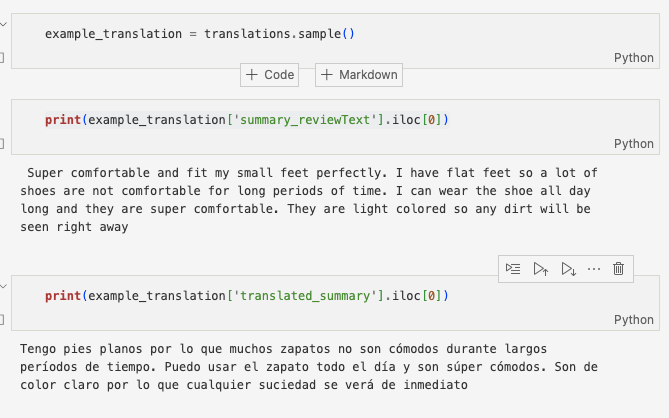 example_translation = translations.sample()
Python
+ Code + Markdown
print(example_translation['summary_reviewText'].iloc[0])
Python
Super comfortable and fit my small feet perfectly. I have flat feet so a lot of
shoes are not comfortable for long periods of time. I can wear the shoe all day
long and they are super comfortable. They are light colored so any dirt will be
seen right away
print(example_translation['translated_summary'].iloc[0])
Python
Tengo pies planos por lo que muchos zapatos no son cómodos durante largos
períodos de tiempo. Puedo usar el zapato todo el día y son súper cómodos. Son de
color claro por lo que cualquier suciedad se verá de inmediato